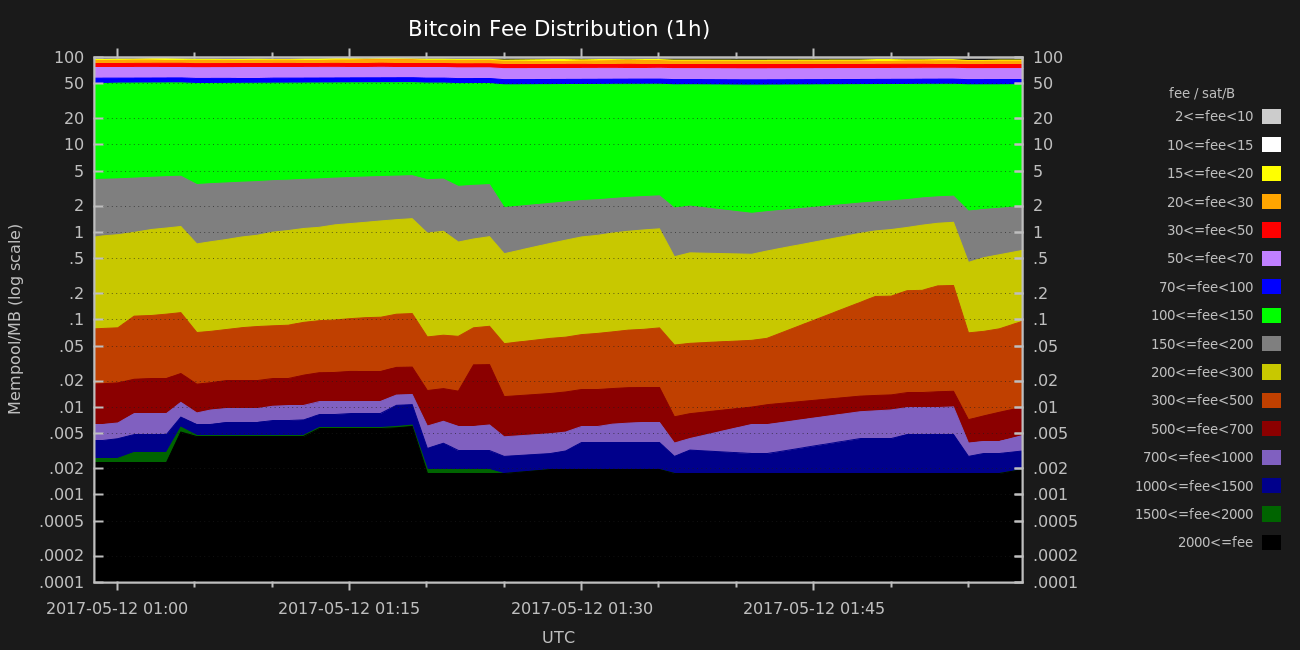 Bitcoin Fee Distribution (1h)
Mempool/MB (log scale)
100
50
20
10
5
2
1
.5
.2
.1
.05
.02
.01
.005
.002
.001
.0005
.0002
.0001
100
50
20
10
5
2
1
.5
.2
.1
.05
.02
.01
.005
.002
.001
.0005
.0002
.0001
2017-05-12 01:00
2017-05-12 01:15
2017-05-12 01:30
2017-05-12 01:45
UTC
fee / sat/B
2<=fee<10
10<=fee<15
15<=fee<20
20<=fee<30
30<=fee<50
50<=fee<70
70<=fee<100
100<=fee<150
150<=fee<200
200<=fee<300
300<=fee<500
500<=fee<700
700<=fee<1000
1000<=fee<1500
1500<=fee<2000
2000<=fee